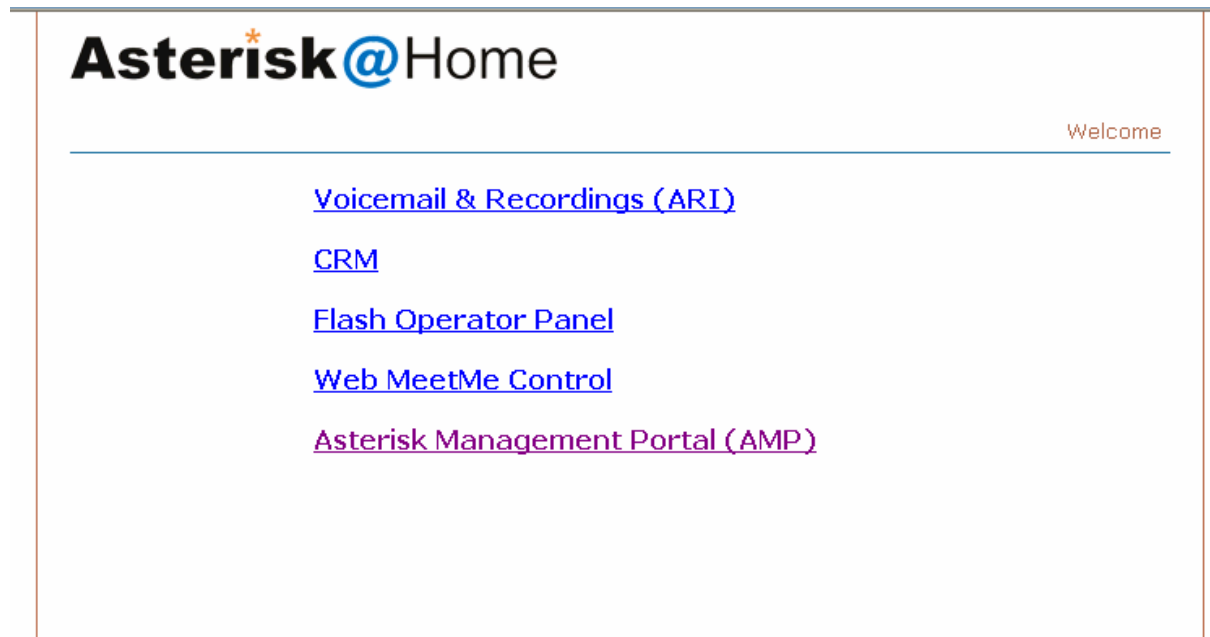 Asterisk@Home
Welcome
Voicemail & Recordings (ARI)
CRM
Flash Operator Panel
Web MeetMe Control
Asterisk Management Portal (AMP)